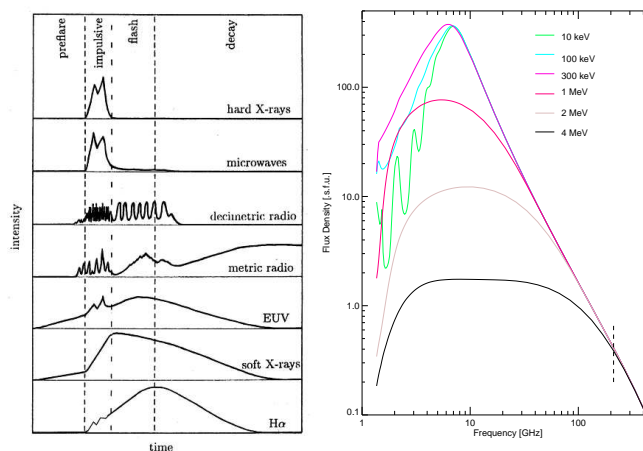 preflare
impulsive
flash
decay
hard X-rays
microwaves
decimetric radio
metric radio
EUV
soft X-rays
Hα
intensity
time
10 keV
100 keV
300 keV
1 MeV
2 MeV
4 MeV
Flux Density [.s.f.u.]
100.0
10.0
1.0
0.1
1
10
100
Frequency [GHz]